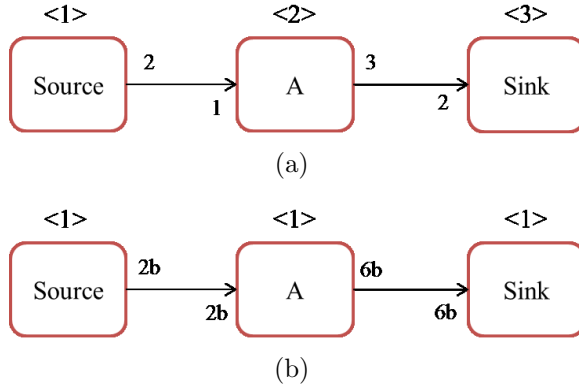 <1> <2> <3>
2 3
Source A Sink
1 2
(a)
<1> <1> <1>
2b 6b
Source A Sink
2b 6b
(b)